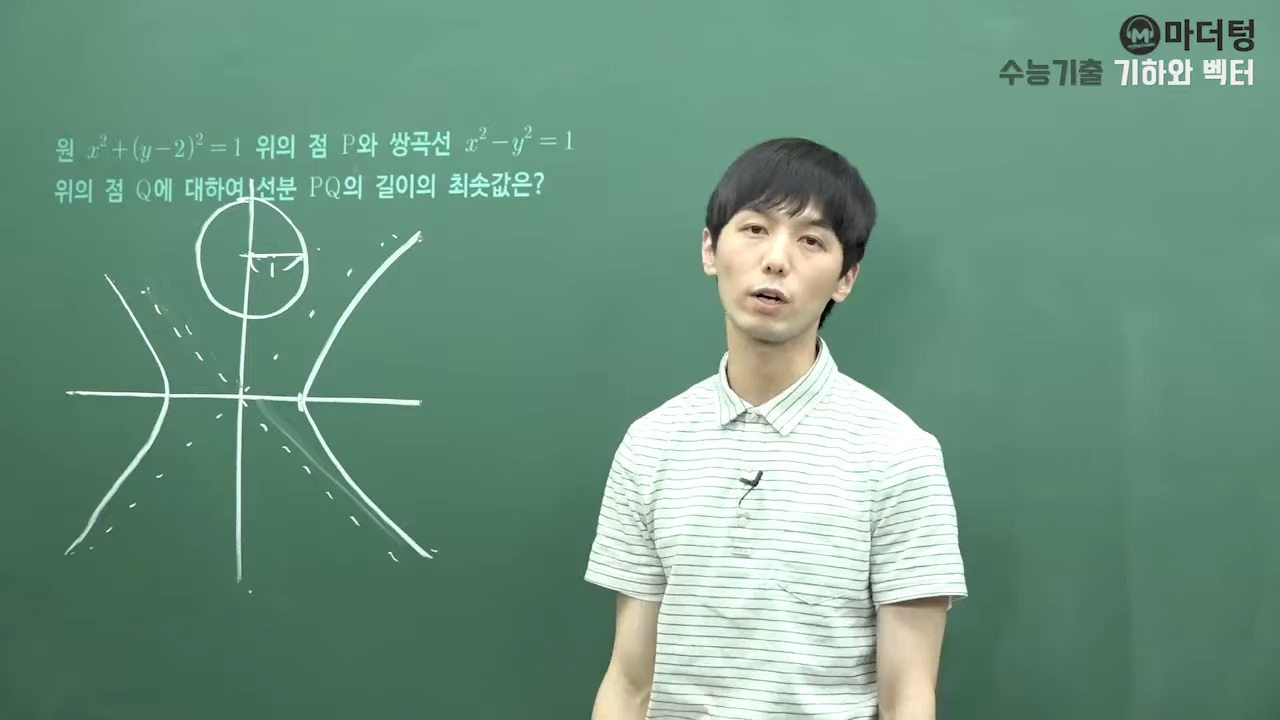 마더텅
수능기출 기하와 벡터
원 x²+(y−2)²=1 위의 점 P와 쌍곡선 x²−y²=1
위의 점 Q에 대하여 선분 PQ의 길이의 최솟값은?
1